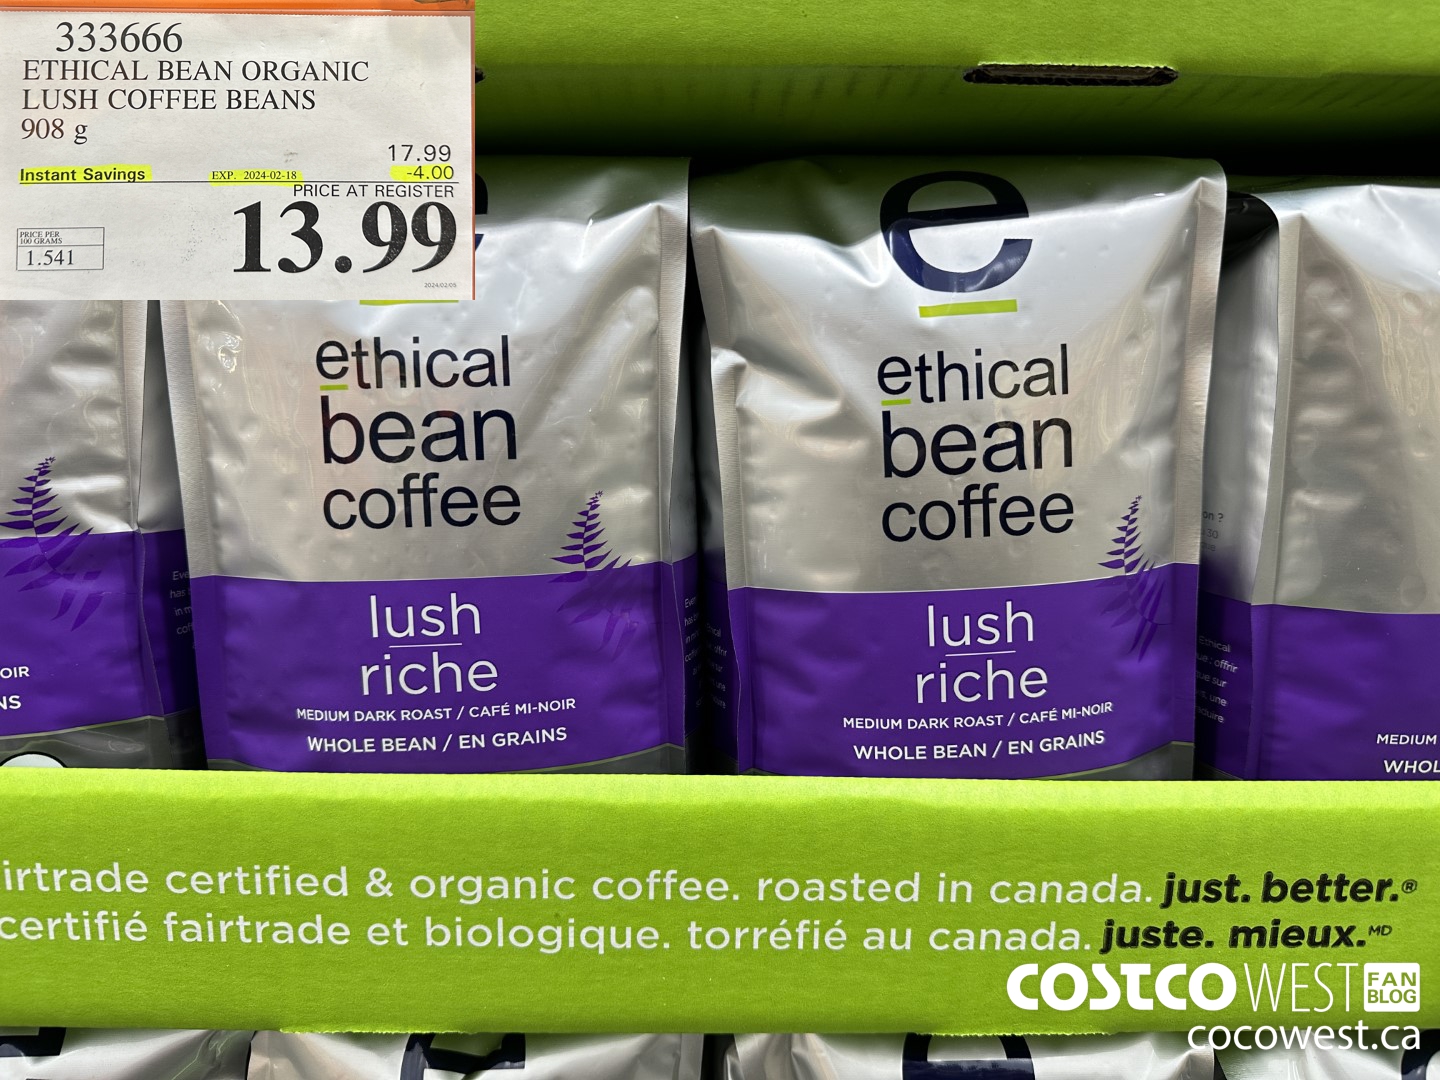 333666
ETHICAL BEAN ORGANIC
LUSH COFFEE BEANS
908 g
17.99
Instant Savings EXP. 2024-02-18 -4.00
PRICE AT REGISTER
13.99
PRICE PER
100 GRAMS
1.541
2024/02/05
ethical
bean
coffee
lush
riche
MEDIUM DARK ROAST / CAFÉ MI-NOIR
WHOLE BEAN / EN GRAINS
e
ethical
bean
coffee
lush
riche
MEDIUM DARK ROAST / CAFÉ MI-NOIR
WHOLE BEAN / EN GRAINS
MEDIUM
irtrade certified & organic coffee. roasted in canada. just. better.®
certifié fairtrade et biologique. torréfié au canada. juste. mieux.MD
COSTCO WEST FAN BLOG
cocowest.ca